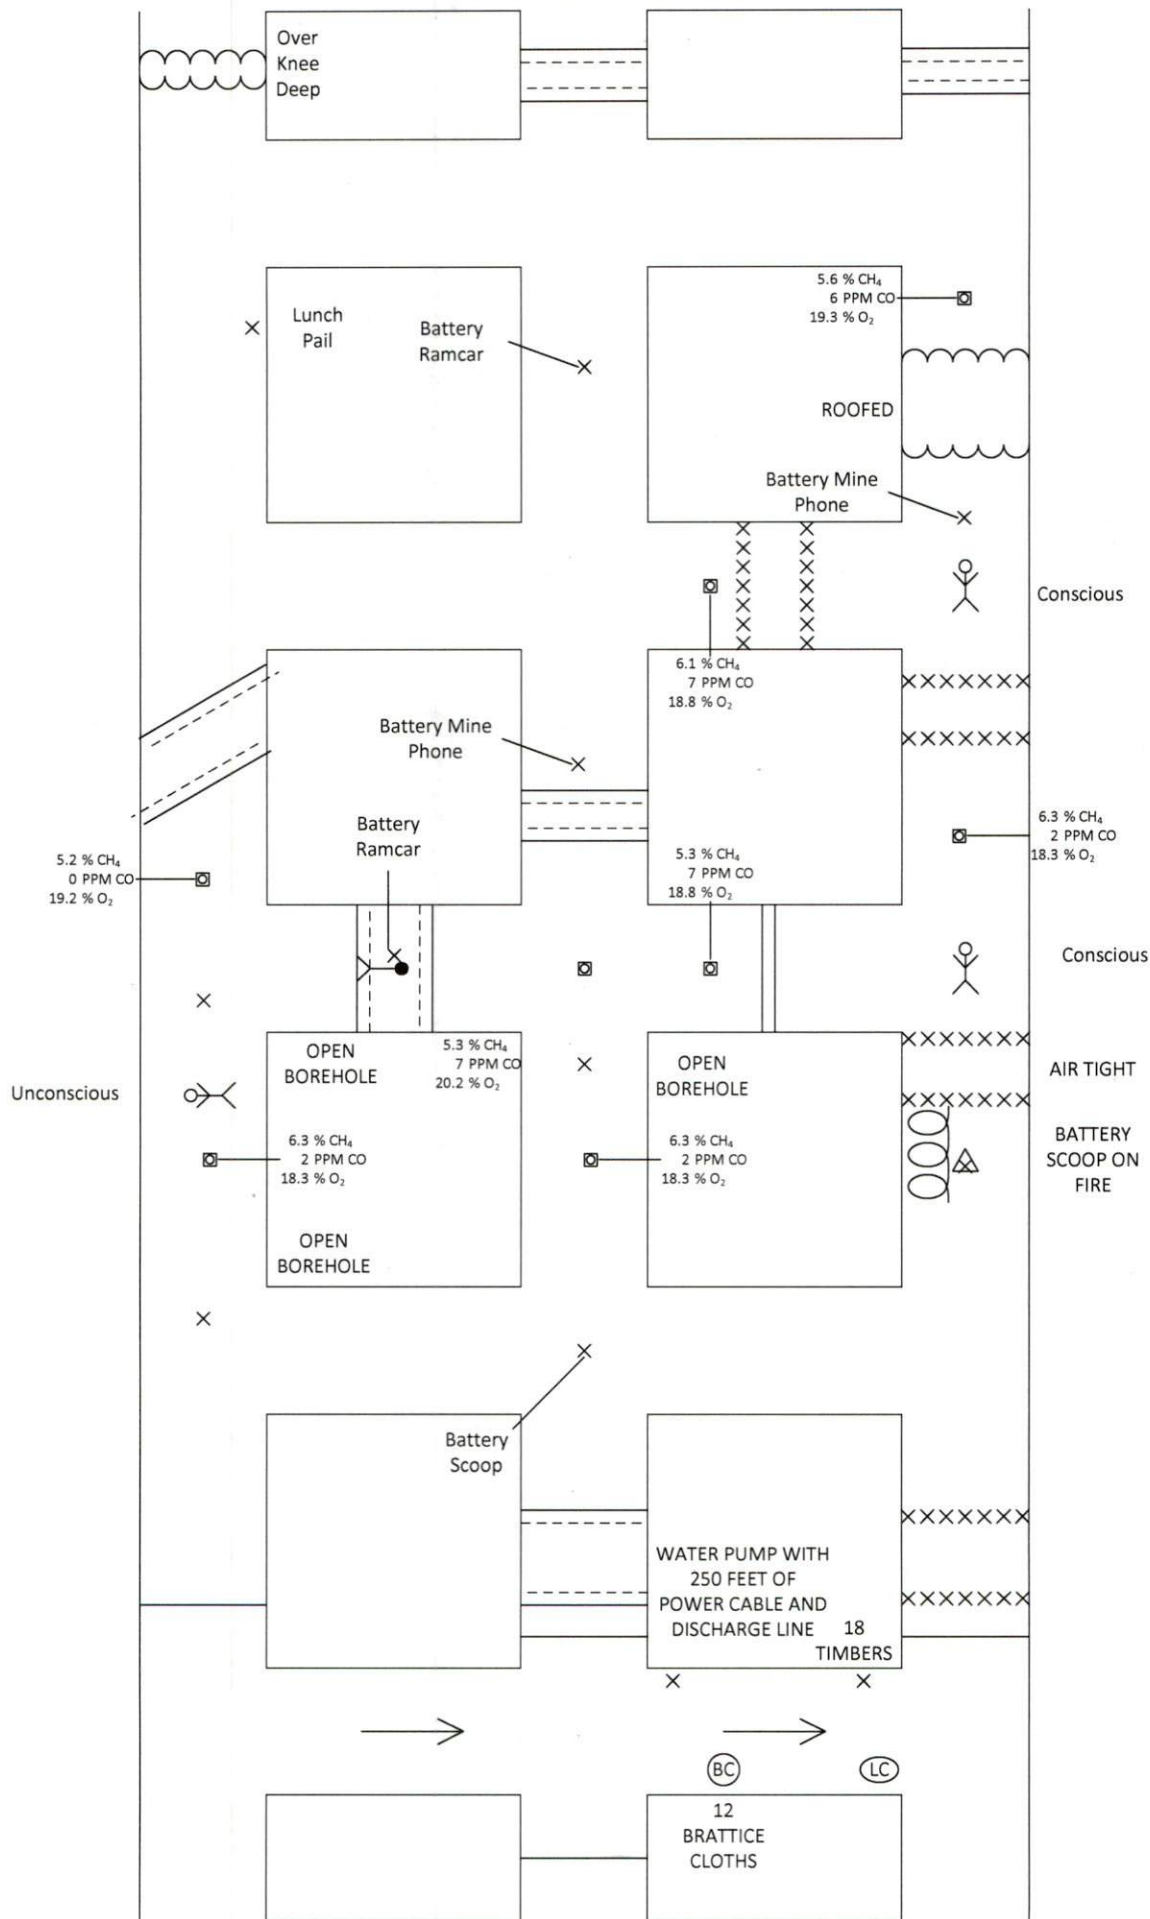 Over
Knee
Deep
5.6 % CH₄
6 PPM CO
19.3 % O₂
Lunch
Pail
Battery
Ramcar
ROOFED
Battery Mine
Phone
Conscious
6.1 % CH₄
7 PPM CO
18.8 % O₂
Battery Mine
Phone
Battery
Ramcar
6.3 % CH₄
2 PPM CO
18.3 % O₂
5.2 % CH₄
0 PPM CO
19.2 % O₂
5.3 % CH₄
7 PPM CO
18.8 % O₂
Conscious
OPEN
BOREHOLE
5.3 % CH₄
7 PPM CO
20.2 % O₂
OPEN
BOREHOLE
AIR TIGHT
Unconscious
6.3 % CH₄
2 PPM CO
18.3 % O₂
6.3 % CH₄
2 PPM CO
18.3 % O₂
BATTERY
SCOOP ON
FIRE
OPEN
BOREHOLE
Battery
Scoop
WATER PUMP WITH
250 FEET OF
POWER CABLE AND
DISCHARGE LINE
18
TIMBERS
BC
LC
12
BRATTICE
CLOTHS